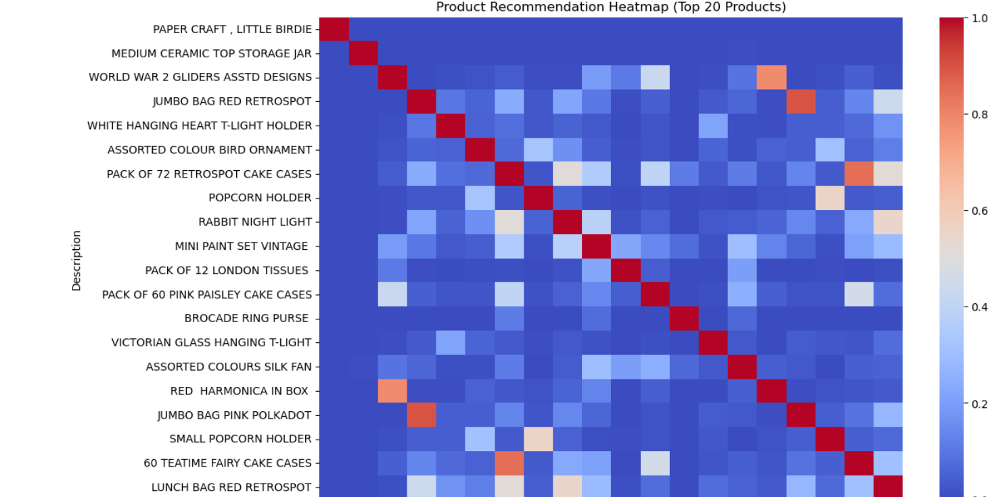 Product Recommendation Heatmap (Top 20 Products)
PAPER CRAFT , LITTLE BIRDIE
MEDIUM CERAMIC TOP STORAGE JAR
WORLD WAR 2 GLIDERS ASSTD DESIGNS
JUMBO BAG RED RETROSPOT
WHITE HANGING HEART T-LIGHT HOLDER
ASSORTED COLOUR BIRD ORNAMENT
PACK OF 72 RETROSPOT CAKE CASES
POPCORN HOLDER
RABBIT NIGHT LIGHT
MINI PAINT SET VINTAGE
PACK OF 12 LONDON TISSUES
PACK OF 60 PINK PAISLEY CAKE CASES
BROCADE RING PURSE
VICTORIAN GLASS HANGING T-LIGHT
ASSORTED COLOURS SILK FAN
RED  HARMONICA IN BOX
JUMBO BAG PINK POLKADOT
SMALL POPCORN HOLDER
60 TEATIME FAIRY CAKE CASES
LUNCH BAG RED RETROSPOT
Description
1.0
0.8
0.6
0.4
0.2